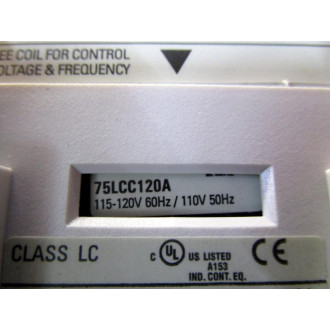 EE COIL FOR CONTROL
OLTAGE & FREQUENCY
75LCC120A
115-120V 60Hz / 110V 50Hz
CLASS LC
C UL US LISTED CE
A153
IND. CONT. EQ.